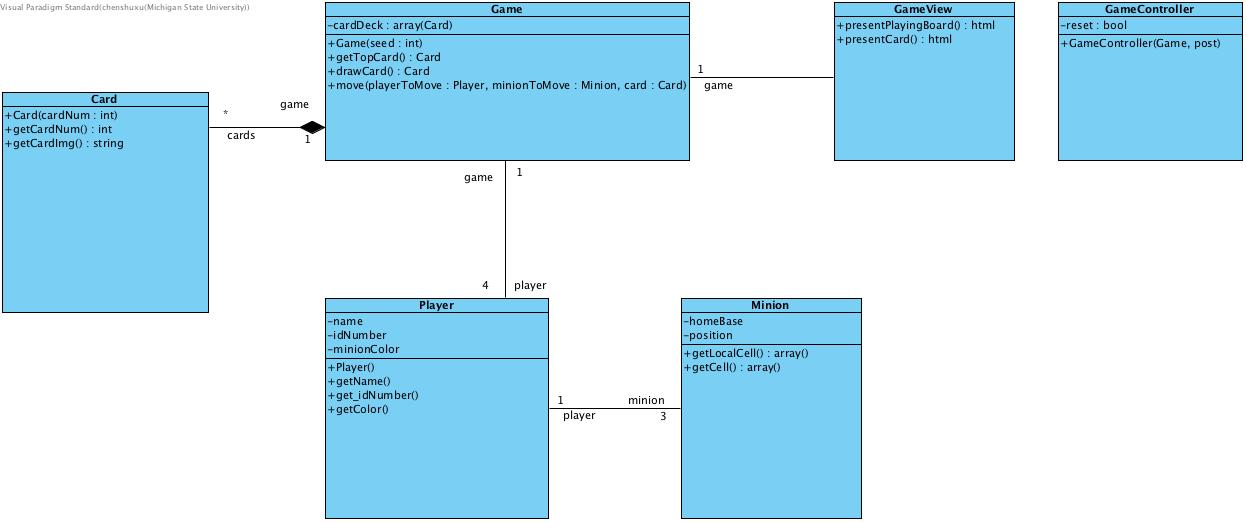 Visual Paradigm Standard(chenshuxu(Michigan State University))
Game
-cardDeck : array(Card)
+Game(seed : int)
+getTopCard() : Card
+drawCard() : Card
+move(playerToMove : Player, minionToMove : Minion, card : Card)
GameView
+presentPlayingBoard() : html
+presentCard() : html
GameController
-reset : bool
+GameController(Game, post)
1
game
Card
+Card(cardNum : int)
+getCardNum() : int
+getCardImg() : string
*
cards
game
1
game
1
4
player
Player
-name
-idNumber
-minionColor
+Player()
+getName()
+get_idNumber()
+getColor()
1
player
minion
3
Minion
-homeBase
-position
+getLocalCell() : array()
+getCell() : array()